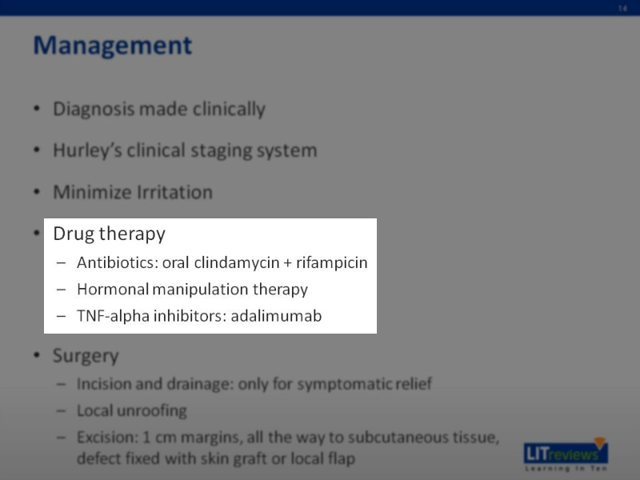 14
Management
• Diagnosis made clinically
• Hurley's clinical staging system
• Minimize Irritation
• Drug therapy
– Antibiotics: oral clindamycin + rifampicin
– Hormonal manipulation therapy
– TNF-alpha inhibitors: adalimumab
• Surgery
– Incision and drainage: only for symptomatic relief
– Local unroofing
– Excision: 1 cm margins, all the way to subcutaneous tissue,
defect fixed with skin graft or local flap
LITreviews
Learning In Ten